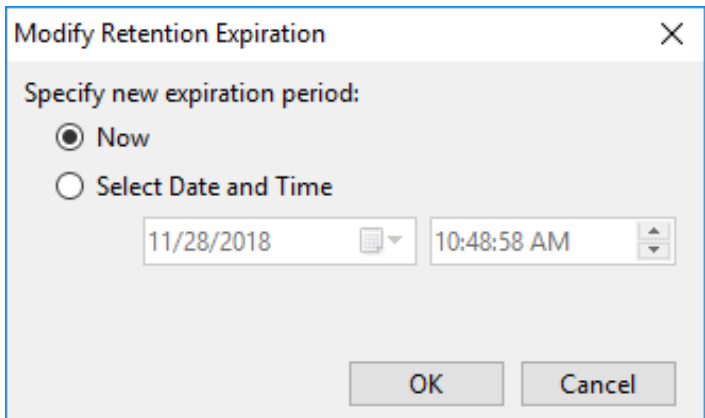 Modify Retention Expiration
Specify new expiration period:
Now
Select Date and Time
11/28/2018 10:48:58 AM
OK Cancel